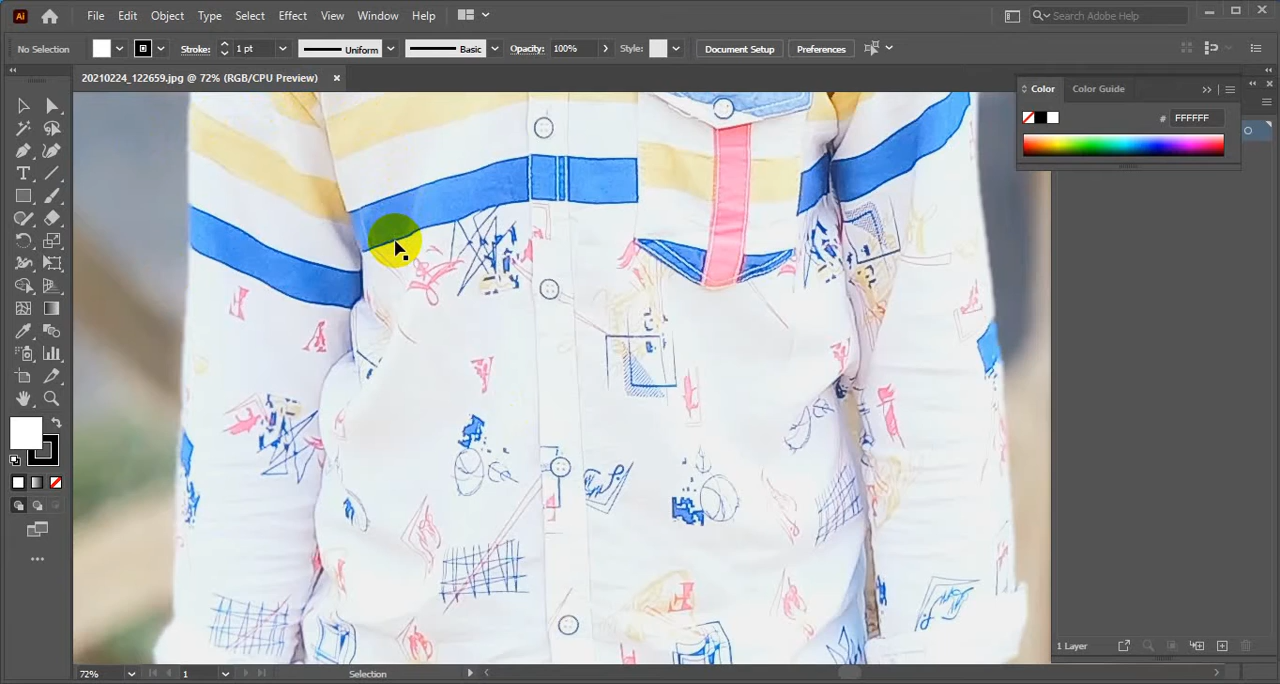 Ai File Edit Object Type Select Effect View Window Help Search Adobe Help
No Selection Stroke: 1 pt Uniform Basic Opacity: 100% Style: Document Setup Preferences
20210224_122659.jpg @ 72% (RGB/CPU Preview) ×
Color Color Guide
# FFFFFF
1 Layer
72% 1 Selection